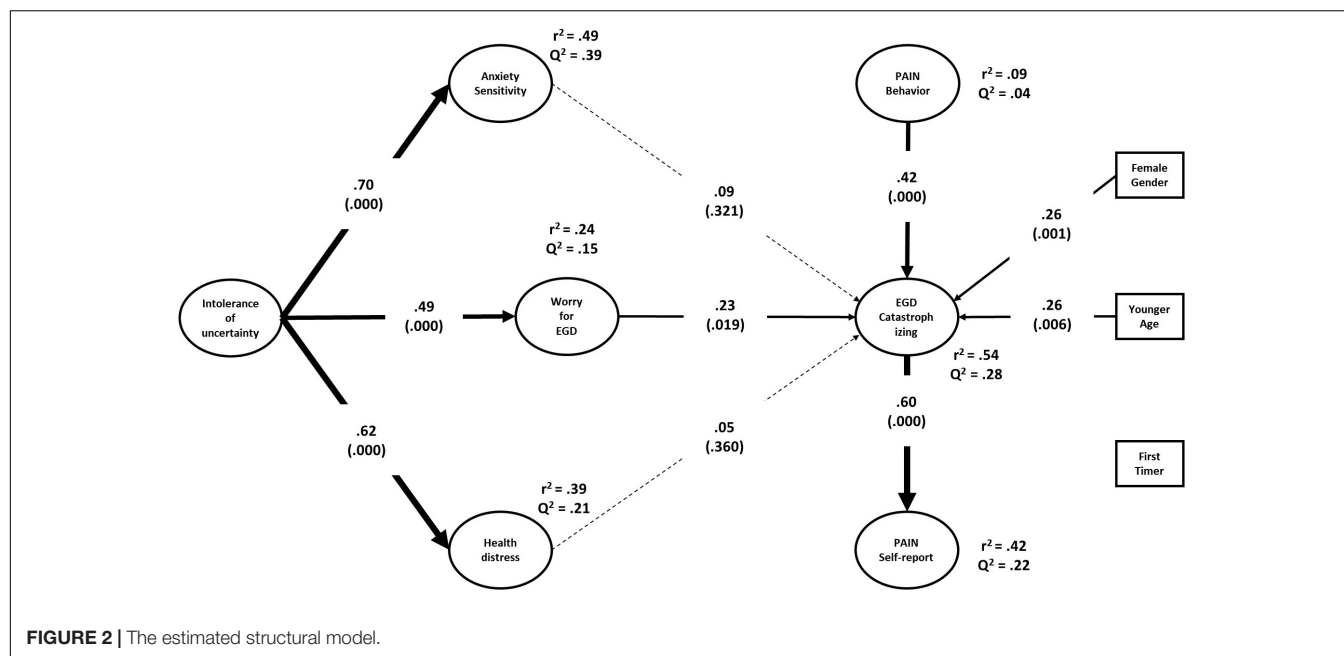 r² = .49
Q² = .39
Anxiety
Sensitivity
PAIN
Behavior
r² = .09
Q² = .04
Female
Gender
.70
(.000)
.09
(.321)
.42
(.000)
.26
(.001)
r² = .24
Q² = .15
Intolerance
of
uncertainty
.49
(.000)
Worry
for
EGD
.23
(.019)
EGD
Catastroph
izing
.26
(.006)
Younger
Age
r² = .54
Q² = .28
.62
(.000)
.05
(.360)
.60
(.000)
First
Timer
r² = .39
Q² = .21
Health
distress
PAIN
Self-report
r² = .42
Q² = .22
FIGURE 2 | The estimated structural model.